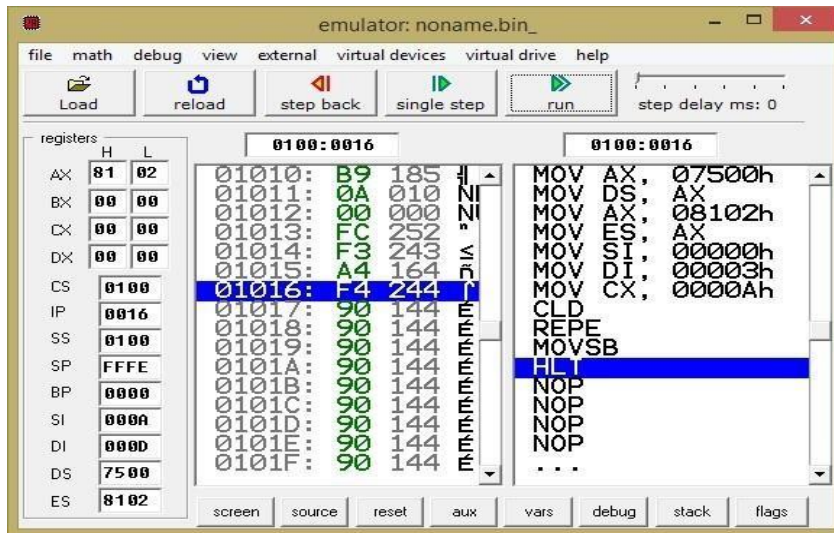 emulator: noname.bin_
file math debug view external virtual devices virtual drive help
Load reload step back single step run step delay ms: 0
registers
H L
AX 81 02
BX 00 00
CX 00 00
DX 00 00
CS 0100
IP 0016
SS 0100
SP FFFE
BP 0000
SI 000A
DI 000D
DS 7500
ES 8102
0100:0016
01010: B9 185 ╣
01011: 0A 010 N
01012: 00 000 NU
01013: FC 252 ⁿ
01014: F3 243 ≤
01015: A4 164 ñ
01016: F4 244 ⌠
01017: 90 144 É
01018: 90 144 É
01019: 90 144 É
0101A: 90 144 É
0101B: 90 144 É
0101C: 90 144 É
0101D: 90 144 É
0101E: 90 144 É
0101F: 90 144 É
0100:0016
MOV AX, 07500h
MOV DS, AX
MOV AX, 08102h
MOV ES, AX
MOV SI, 00000h
MOV DI, 00003h
MOV CX, 0000Ah
CLD
REPE
MOVSB
HLT
NOP
NOP
NOP
NOP
...
screen source reset aux vars debug stack flags